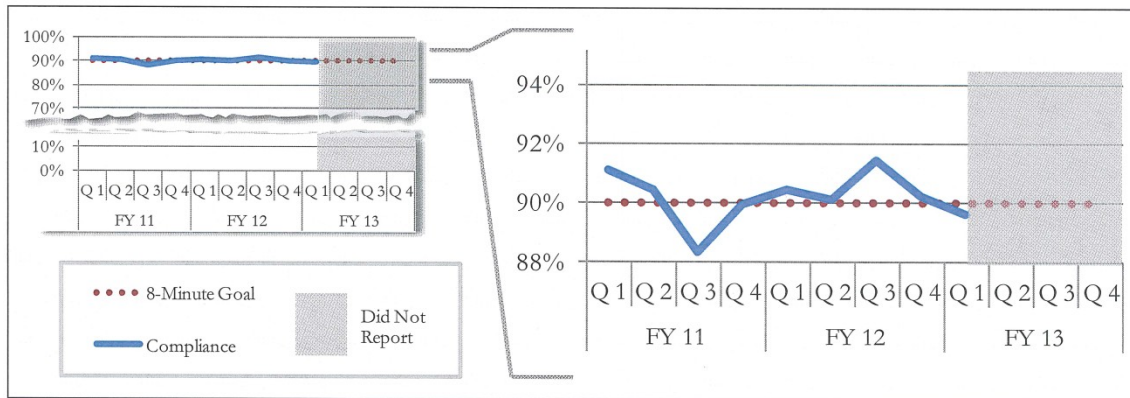 100%
90%
80%
70%
10%
0%
Q 1 Q 2 Q 3 Q 4 Q 1 Q 2 Q 3 Q 4 Q 1 Q 2 Q 3 Q 4
FY 11 FY 12 FY 13
8-Minute Goal
Compliance
Did Not
Report
94%
92%
90%
88%
Q 1 Q 2 Q 3 Q 4 Q 1 Q 2 Q 3 Q 4 Q 1 Q 2 Q 3 Q 4
FY 11 FY 12 FY 13